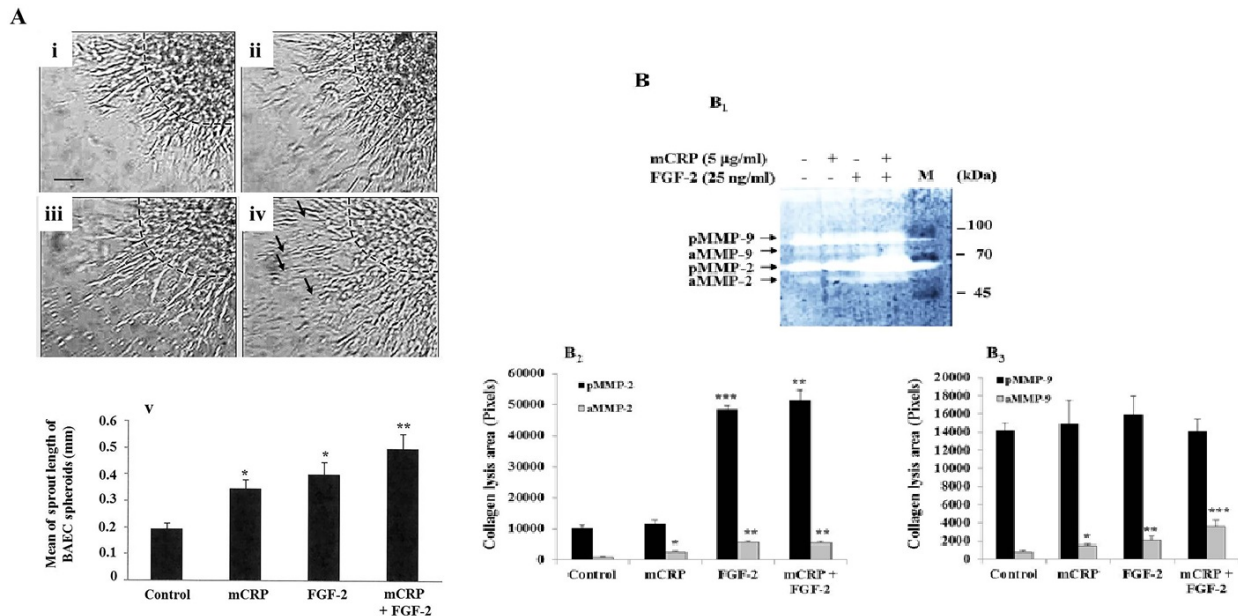 A
i
ii
iii
iv
v
Mean of sprout length of
BAEC spheroids (mm)
0.6
0.5
0.4
0.3
0.2
0.1
0
*
*
**
Control
mCRP
FGF-2
mCRP
+ FGF-2
B
B1
mCRP (5 µg/ml) - + - +
FGF-2 (25 ng/ml) - - + + M (kDa)
pMMP-9
aMMP-9
pMMP-2
aMMP-2
100
70
45
B2
Collagen lysis area (Pixels)
60000
50000
40000
30000
20000
10000
0
pMMP-2
aMMP-2
*
***
**
**
**
Control
mCRP
FGF-2
mCRP +
FGF-2
B3
Collagen lysis area (Pixels)
20000
18000
16000
14000
12000
10000
8000
6000
4000
2000
0
pMMP-9
aMMP-9
*
**
***
Control
mCRP
FGF-2
mCRP +
FGF-2